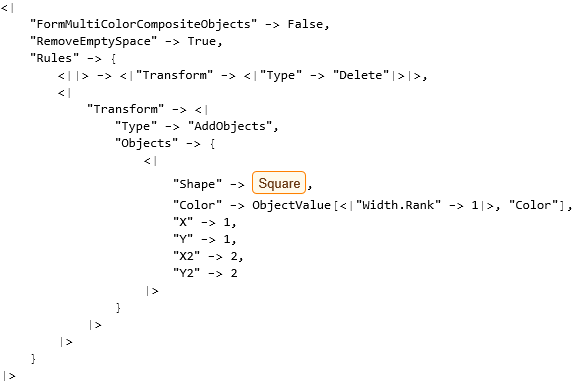 <|
"FormMultiColorCompositeObjects" -> False,
"RemoveEmptySpace" -> True,
"Rules" -> {
<||> -> <|"Transform" -> <|"Type" -> "Delete"|>|>,
<|
"Transform" -> <|
"Type" -> "AddObjects",
"Objects" -> {
<|
"Shape" -> Square,
"Color" -> ObjectValue[<|"Width.Rank" -> 1|>, "Color"],
"X" -> 1,
"Y" -> 1,
"X2" -> 2,
"Y2" -> 2
|>
}
|>
|>
}
|>